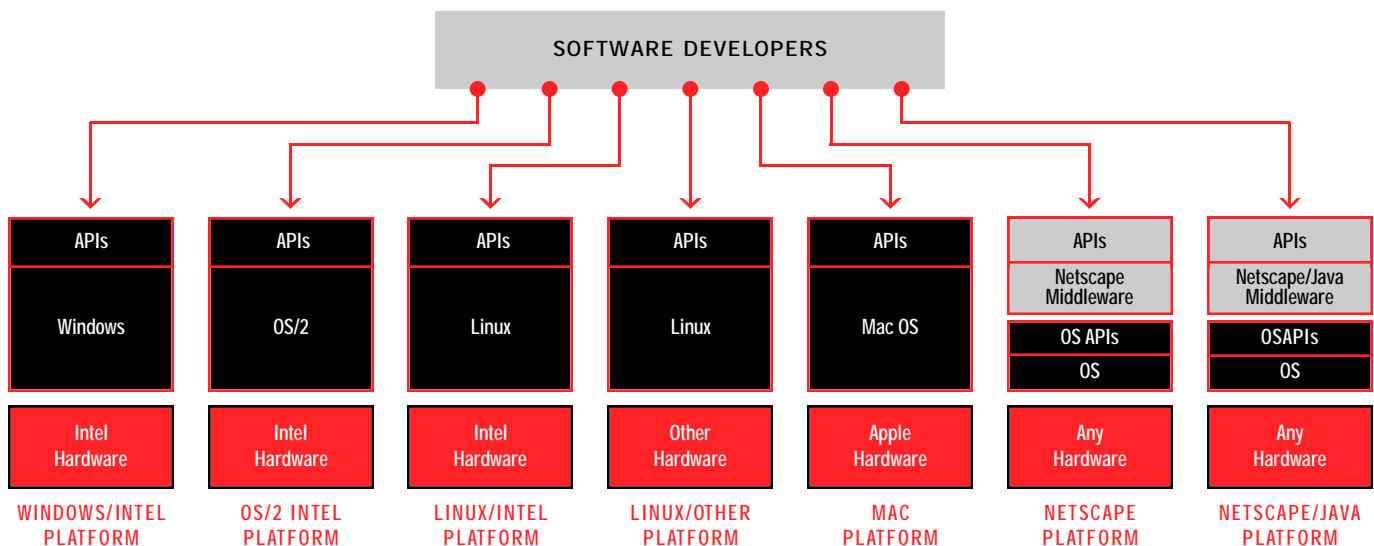 SOFTWARE DEVELOPERS
APIs
Windows
Intel
Hardware
WINDOWS/INTEL
PLATFORM
APIs
OS/2
Intel
Hardware
OS/2 INTEL
PLATFORM
APIs
Linux
Intel
Hardware
LINUX/INTEL
PLATFORM
APIs
Linux
Other
Hardware
LINUX/OTHER
PLATFORM
APIs
Mac OS
Apple
Hardware
MAC
PLATFORM
APIs
Netscape
Middleware
OS APIs
OS
Any
Hardware
NETSCAPE
PLATFORM
APIs
Netscape/Java
Middleware
OSAPIs
OS
Any
Hardware
NETSCAPE/JAVA
PLATFORM